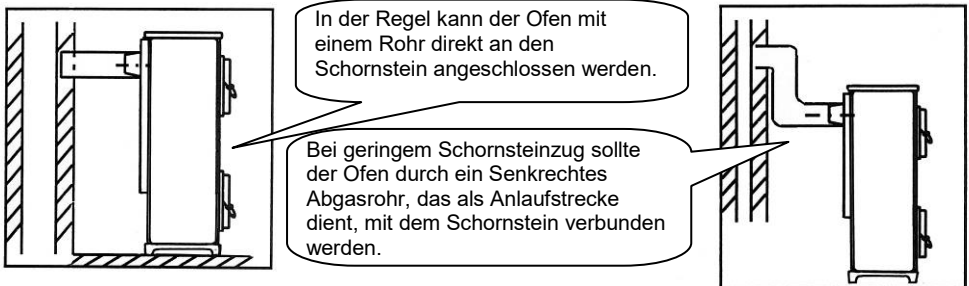 In der Regel kann der Ofen mit
einem Rohr direkt an den
Schornstein angeschlossen werden.
Bei geringem Schornsteinzug sollte
der Ofen durch ein Senkrechtes
Abgasrohr, das als Anlaufstrecke
dient, mit dem Schornstein verbunden
werden.